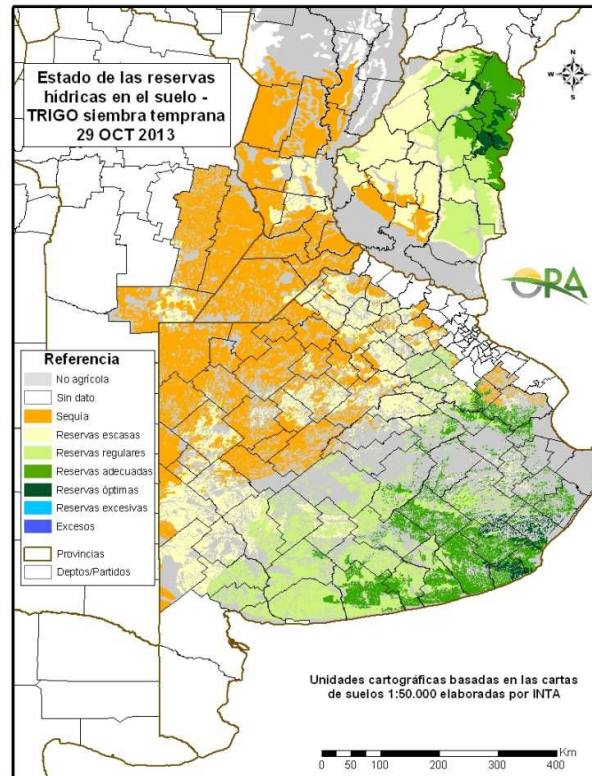 Estado de las reservas
hídricas en el suelo -
TRIGO siembra temprana
29 OCT 2013
N
W
E
S
ORA
Referencia
No agrícola
Sin dato
Sequía
Reservas escasas
Reservas regulares
Reservas adecuadas
Reservas óptimas
Reservas excesivas
Excesos
Provincias
Deptos/Partidos
Unidades cartográficas basadas en las cartas
de suelos 1:50.000 elaboradas por INTA
Km
0 25 50 100 200 300 400